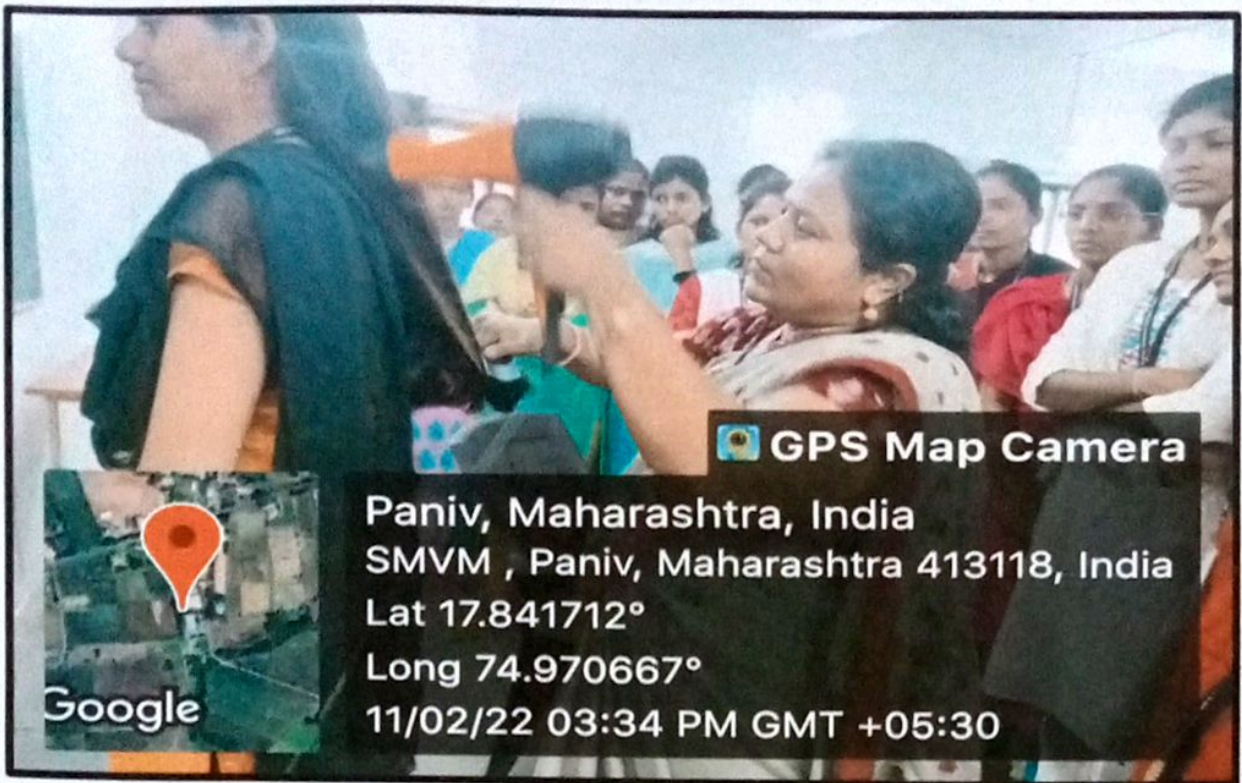 GPS Map Camera
Paniv, Maharashtra, India
SMVM , Paniv, Maharashtra 413118, India
Lat 17.841712°
Long 74.970667°
11/02/22 03:34 PM GMT +05:30
Google